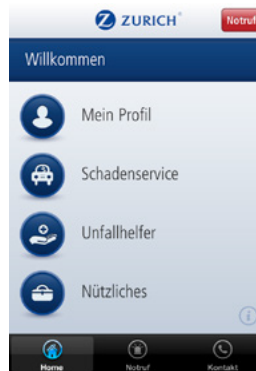 ZURICH
Notruf
Willkommen
Mein Profil
Schadenservice
Unfallhelfer
Nützliches
Home
Notruf
Kontakt